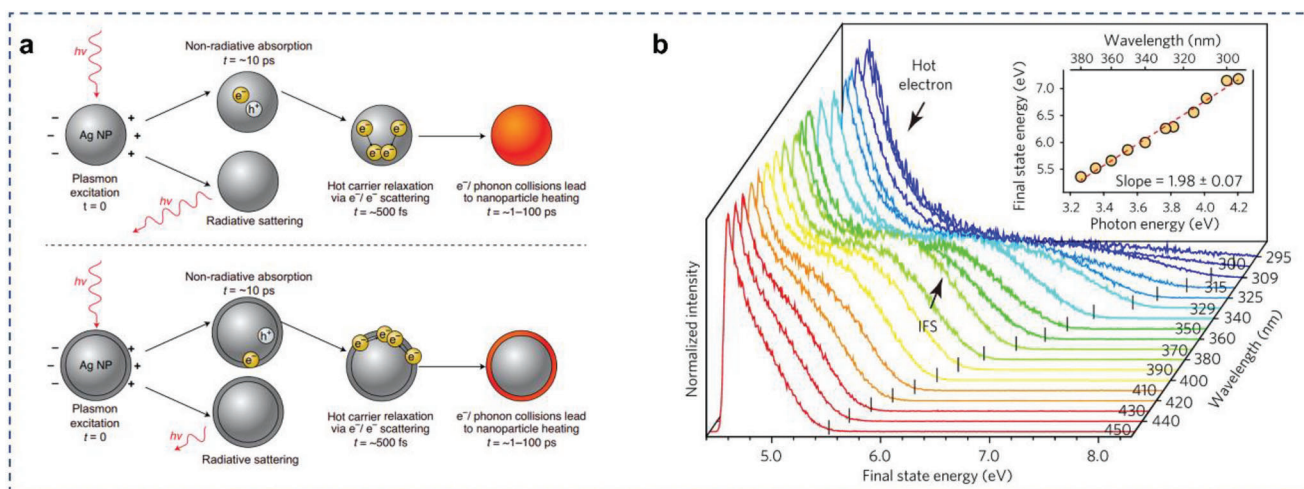 a
hν
Non-radiative absorption
t = ~10 ps
e⁻
h⁺
Ag NP
− +
− +
− +
Plasmon
excitation
t = 0
Radiative sattering
hν
e⁻ e⁻
e⁻ e⁻
Hot carrier relaxation
via e⁻/ e⁻ scattering
t = ~500 fs
e⁻/ phonon collisions lead
to nanoparticle heating
t = ~1–100 ps
hν
Non-radiative absorption
t = ~10 ps
h⁺
e⁻
Ag NP
− +
− +
− +
Plasmon
excitation
t = 0
hν
Radiative sattering
e⁻ e⁻ e⁻ e⁻
Hot carrier relaxation
via e⁻/ e⁻ scattering
t = ~500 fs
e⁻/ phonon collisions lead
to nanoparticle heating
t = ~1–100 ps
b
Hot
electron
IFS
Normalized intensity
5.0 6.0 7.0 8.0
Final state energy (eV)
295
300
309
315
325
329
340
350
360
370
380
390
400
410
420
430
440
450
Wavelength (nm)
Wavelength (nm)
380 360 340 320 300
Final state energy (eV)
7.0
6.5
6.0
5.5
Slope = 1.98 ± 0.07
3.2 3.4 3.6 3.8 4.0 4.2
Photon energy (eV)